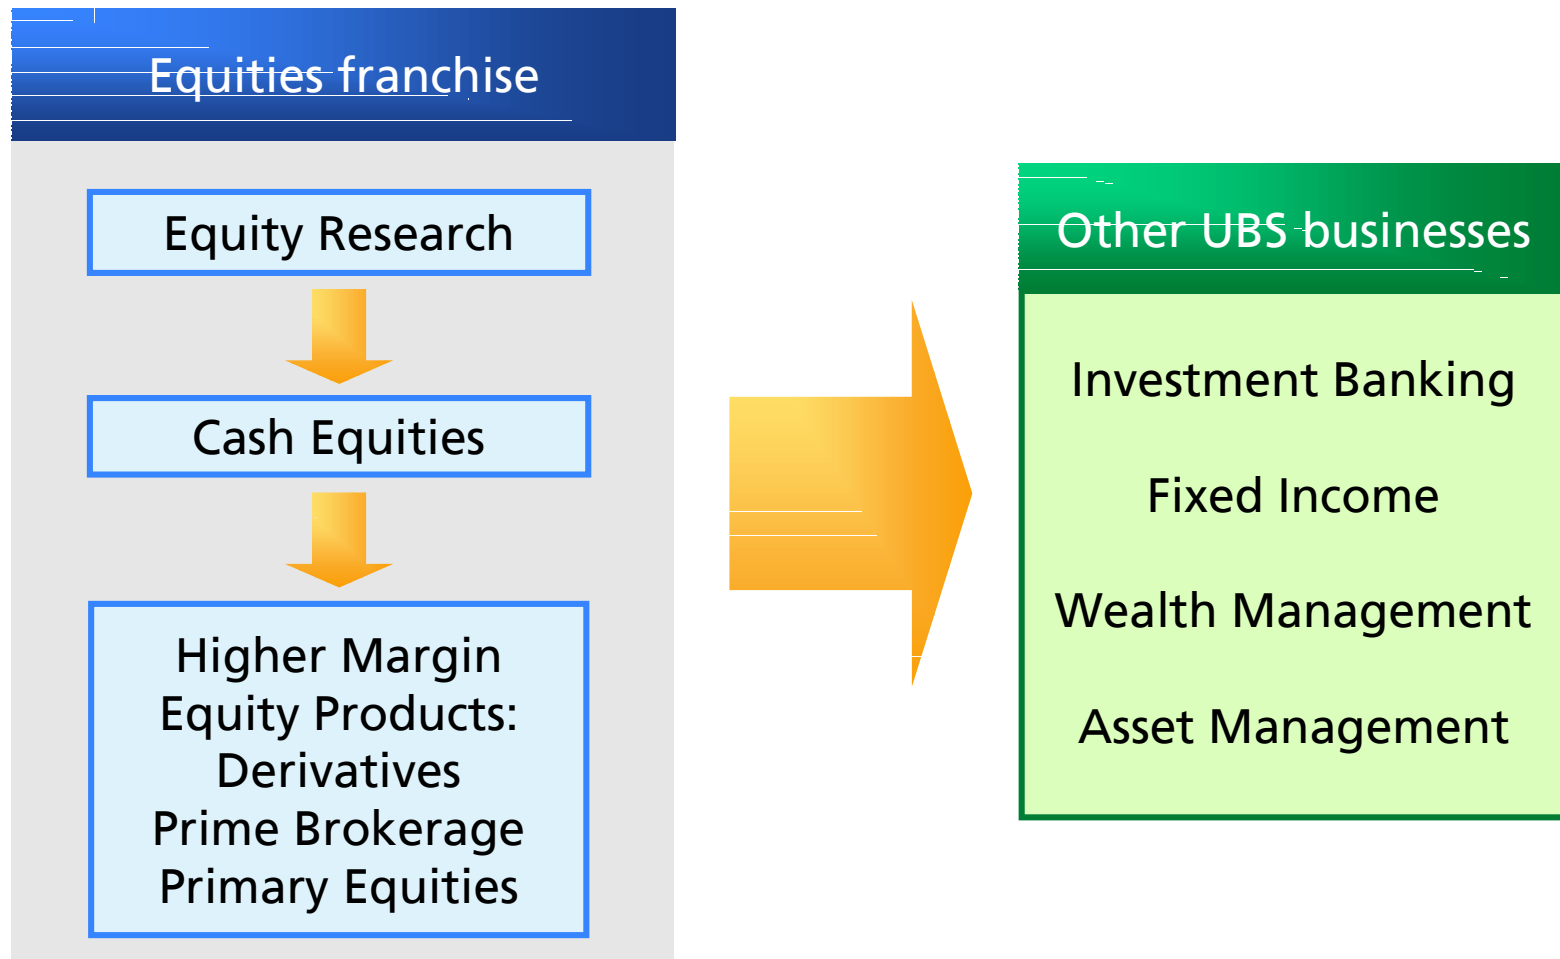 Equities franchise
Equity Research
Cash Equities
Higher Margin
Equity Products:
Derivatives
Prime Brokerage
Primary Equities
Other UBS businesses
Investment Banking
Fixed Income
Wealth Management
Asset Management